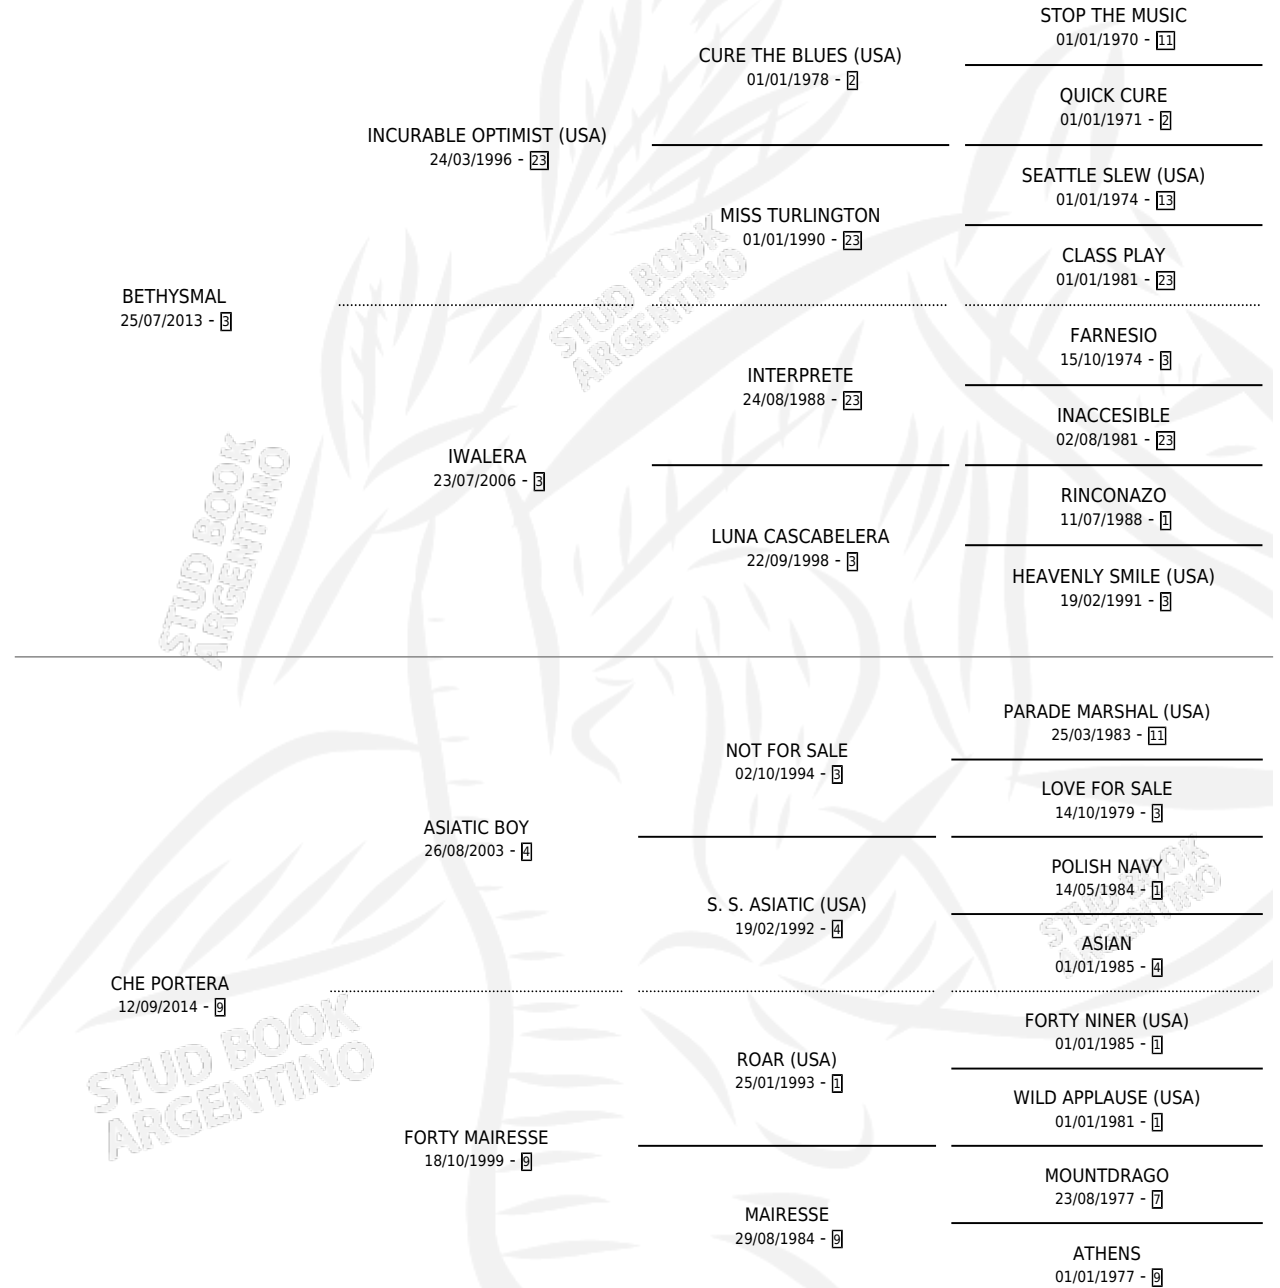 STOP THE MUSIC
01/01/1970 - 11
CURE THE BLUES (USA)
01/01/1978 - 2
QUICK CURE
01/01/1971 - 2
INCURABLE OPTIMIST (USA)
24/03/1996 - 23
SEATTLE SLEW (USA)
01/01/1974 - 13
MISS TURLINGTON
01/01/1990 - 23
CLASS PLAY
01/01/1981 - 23
BETHYSMAL
25/07/2013 - 3
FARNESIO
15/10/1974 - 3
INTERPRETE
24/08/1988 - 23
INACCESIBLE
02/08/1981 - 23
IWALERA
23/07/2006 - 3
RINCONAZO
11/07/1988 - 1
LUNA CASCABELERA
22/09/1998 - 3
HEAVENLY SMILE (USA)
19/02/1991 - 3
PARADE MARSHAL (USA)
25/03/1983 - 11
NOT FOR SALE
02/10/1994 - 3
LOVE FOR SALE
14/10/1979 - 3
ASIATIC BOY
26/08/2003 - 4
POLISH NAVY
14/05/1984 - 1
S. S. ASIATIC (USA)
19/02/1992 - 4
ASIAN
01/01/1985 - 4
CHE PORTERA
12/09/2014 - 9
FORTY NINER (USA)
01/01/1985 - 1
ROAR (USA)
25/01/1993 - 1
WILD APPLAUSE (USA)
01/01/1981 - 1
FORTY MAIRESSE
18/10/1999 - 9
MOUNTDRAGO
23/08/1977 - 7
MAIRESSE
29/08/1984 - 9
ATHENS
01/01/1977 - 9
STUD BOOK
ARGENTINO
STUD BOOK
ARGENTINO
STUD BOOK
ARGENTINO
STUD BOOK
ARGENTINO